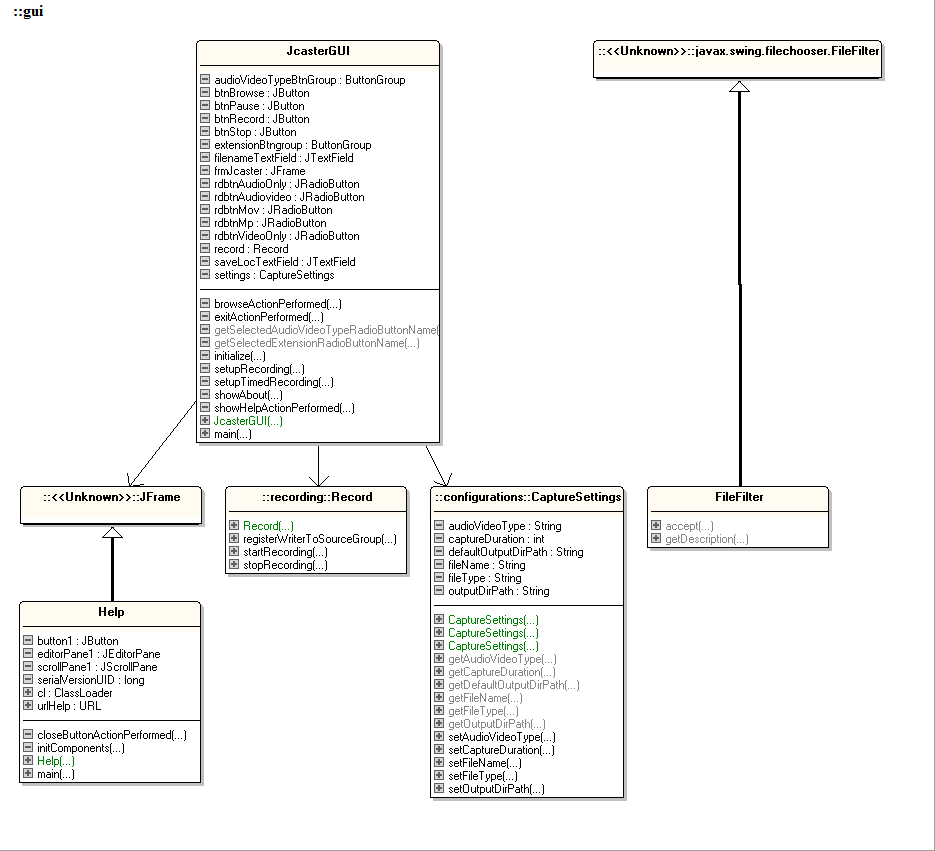 ::gui
JcasterGUI
audioVideoTypeBtnGroup : ButtonGroup
btnBrowse : JButton
btnPause : JButton
btnRecord : JButton
btnStop : JButton
extensionBtngroup : ButtonGroup
filenameTextField : JTextField
frmJcaster : JFrame
rdbtnAudioOnly : JRadioButton
rdbtnAudiovideo : JRadioButton
rdbtnMov : JRadioButton
rdbtnMp : JRadioButton
rdbtnVideoOnly : JRadioButton
record : Record
saveLocTextField : JTextField
settings : CaptureSettings
browseActionPerformed(...)
exitActionPerformed(...)
getSelectedAudioVideoTypeRadioButtonName(
getSelectedExtensionRadioButtonName(...)
initialize(...)
setupRecording(...)
setupTimedRecording(...)
showAbout(...)
showHelpActionPerformed(...)
JcasterGUI(...)
main(...)
::<<Unknown>>::javax.swing.filechooser.FileFilter
::<<Unknown>>::JFrame
::recording::Record
Record(...)
registerWriterToSourceGroup(...)
startRecording(...)
stopRecording(...)
::configurations::CaptureSettings
audioVideoType : String
captureDuration : int
defaultOutputDirPath : String
fileName : String
fileType : String
outputDirPath : String
CaptureSettings(...)
CaptureSettings(...)
CaptureSettings(...)
getAudioVideoType(...)
getCaptureDuration(...)
getDefaultOutputDirPath(...)
getFileName(...)
getFileType(...)
getOutputDirPath(...)
setAudioVideoType(...)
setCaptureDuration(...)
setFileName(...)
setFileType(...)
setOutputDirPath(...)
FileFilter
accept(...)
getDescription(...)
Help
button1 : JButton
editorPane1 : JEditorPane
scrollPane1 : JScrollPane
serialVersionUID : long
cl : ClassLoader
urlHelp : URL
closeButtonActionPerformed(...)
initComponents(...)
Help(...)
main(...)